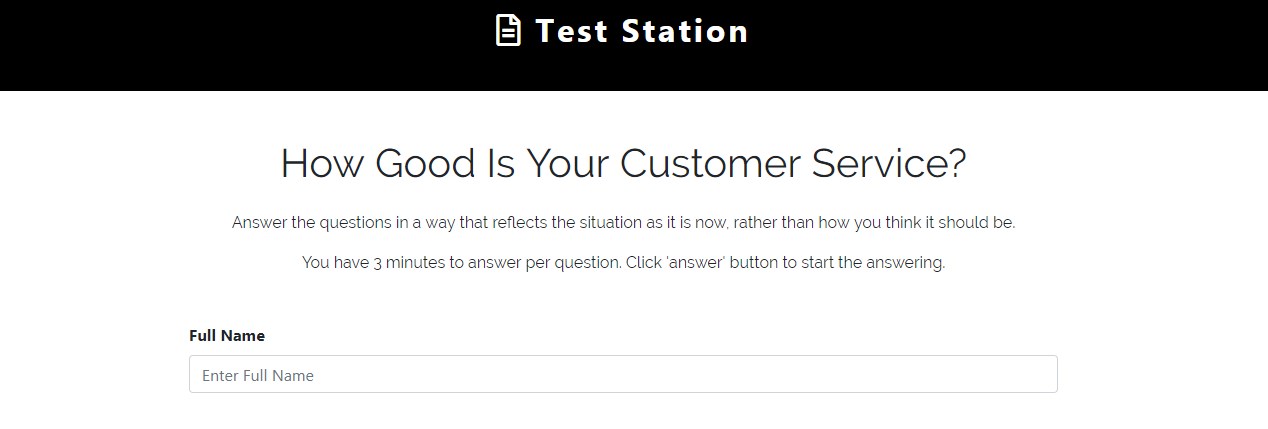 Test Station
How Good Is Your Customer Service?
Answer the questions in a way that reflects the situation as it is now, rather than how you think it should be.
You have 3 minutes to answer per question. Click 'answer' button to start the answering.
Full Name
Enter Full Name